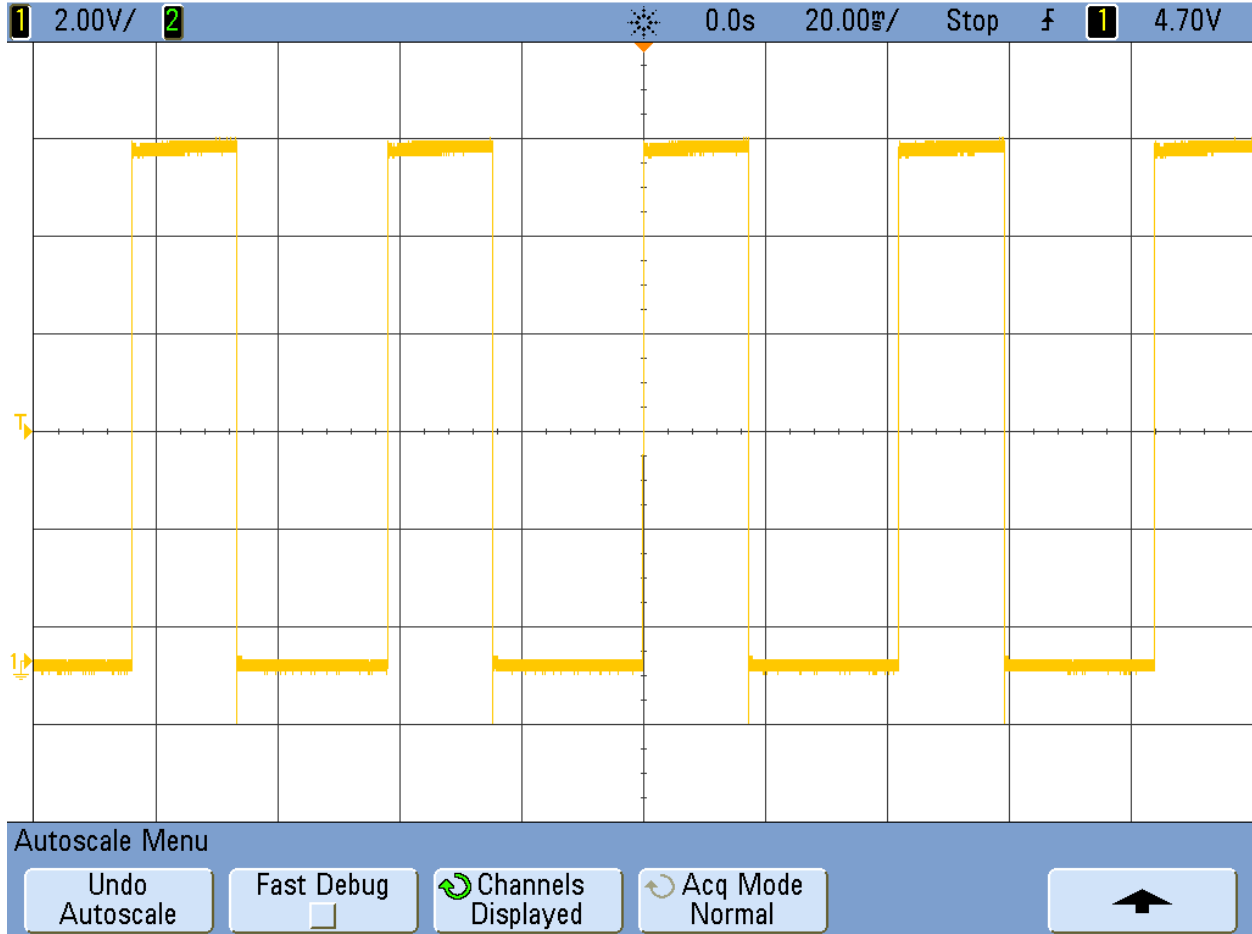 1 2.00V/ 2 0.0s 20.00ms/ Stop 1 4.70V
T
1
Autoscale Menu
Undo Autoscale
Fast Debug
Channels Displayed
Acq Mode Normal